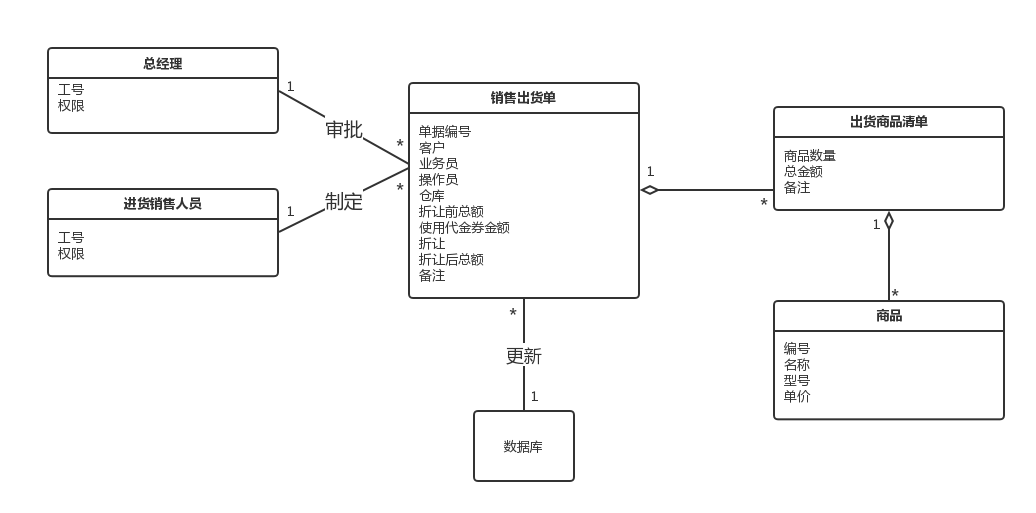 总经理
工号
权限
1
审批
*
进货销售人员
工号
权限
1
制定
*
销售出货单
单据编号
客户
业务员
操作员
仓库
折让前总额
使用代金券金额
折让
折让后总额
备注
1
*
出货商品清单
商品数量
总金额
备注
1
*
商品
编号
名称
型号
单价
*
更新
1
数据库